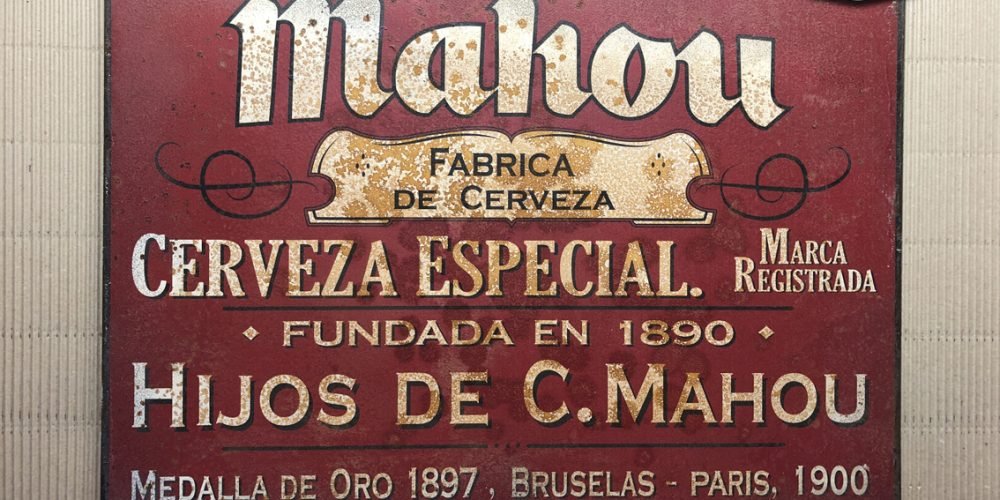 Mahou
FABRICA
DE CERVEZA
CERVEZA ESPECIAL.
MARCA
REGISTRADA
FUNDADA EN 1890
HIJOS DE C. MAHOU
MEDALLA DE ORO 1897, BRUSELAS - PARIS, 1900